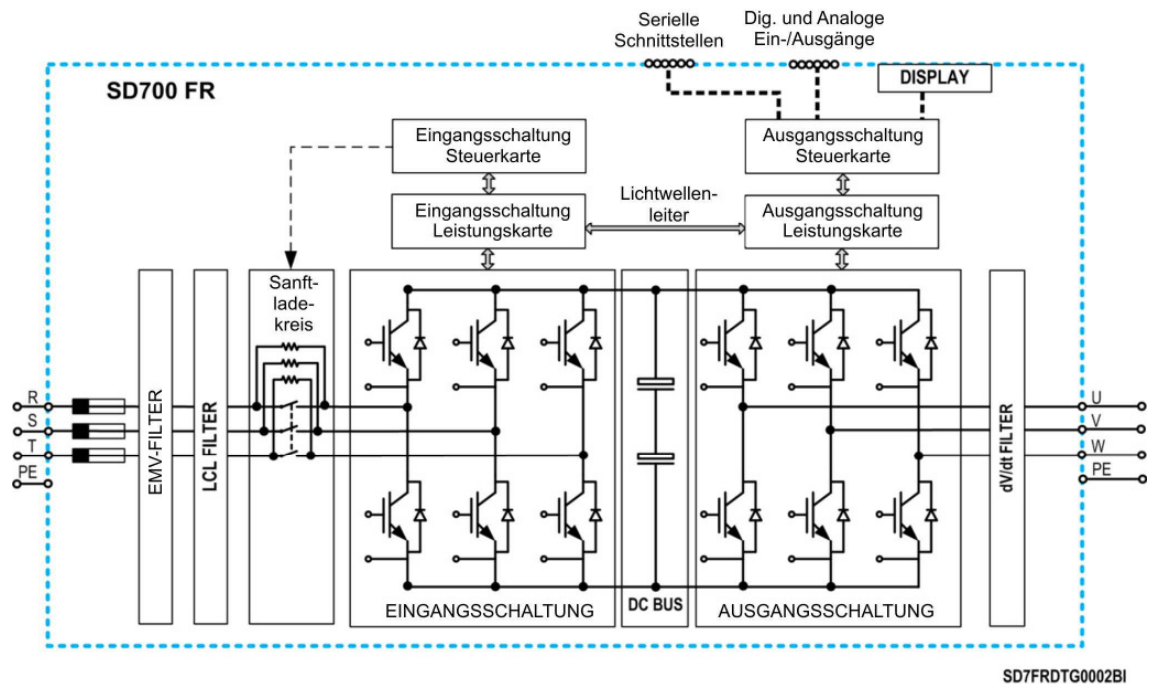 Serielle
Schnittstellen
Dig. und Analoge
Ein-/Ausgänge
DISPLAY
SD700 FR
Eingangsschaltung
Steuerkarte
Ausgangsschaltung
Steuerkarte
Eingangsschaltung
Leistungskarte
Lichtwellen-
leiter
Ausgangsschaltung
Leistungskarte
Sanft-
lade-
kreis
R
S
T
PE
EMV-FILTER
LCL FILTER
EINGANGSSCHALTUNG
DC BUS
AUSGANGSSCHALTUNG
dV/dt FILTER
U
V
W
PE
SD7FRDTG0002BI